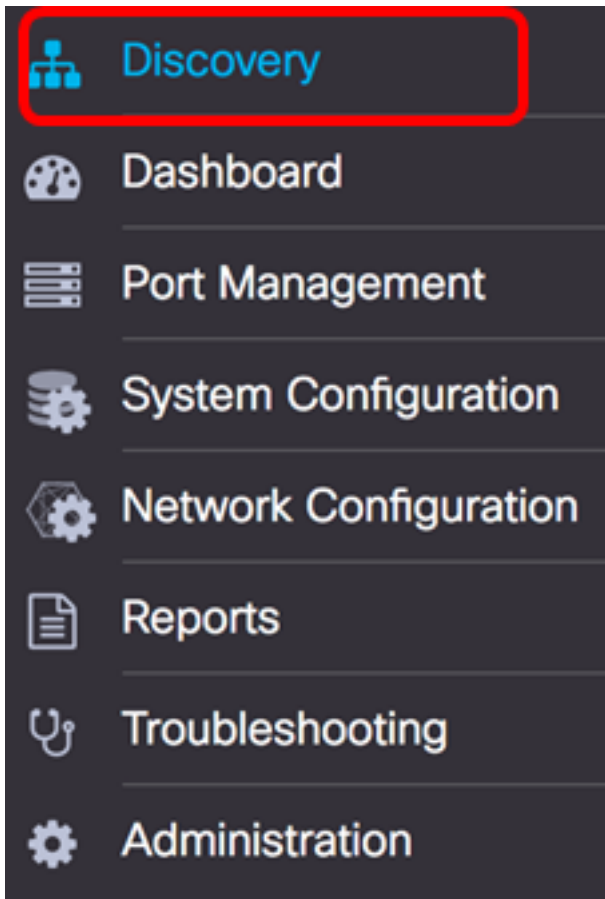 Discovery
Dashboard
Port Management
System Configuration
Network Configuration
Reports
Troubleshooting
Administration